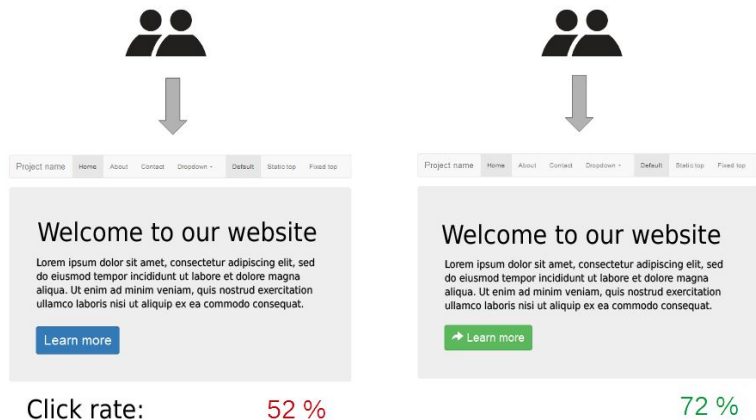 Project name Home About Contact Dropdown Default Static top Fixed top
Welcome to our website
Lorem ipsum dolor sit amet, consectetur adipiscing elit, sed
do eiusmod tempor incididunt ut labore et dolore magna
aliqua. Ut enim ad minim veniam, quis nostrud exercitation
ullamco laboris nisi ut aliquip ex ea commodo consequat.
Learn more
Click rate: 52 %
Project name Home About Contact Dropdown Default Static top Fixed top
Welcome to our website
Lorem ipsum dolor sit amet, consectetur adipiscing elit, sed
do eiusmod tempor incididunt ut labore et dolore magna
aliqua. Ut enim ad minim veniam, quis nostrud exercitation
ullamco laboris nisi ut aliquip ex ea commodo consequat.
Learn more
72 %